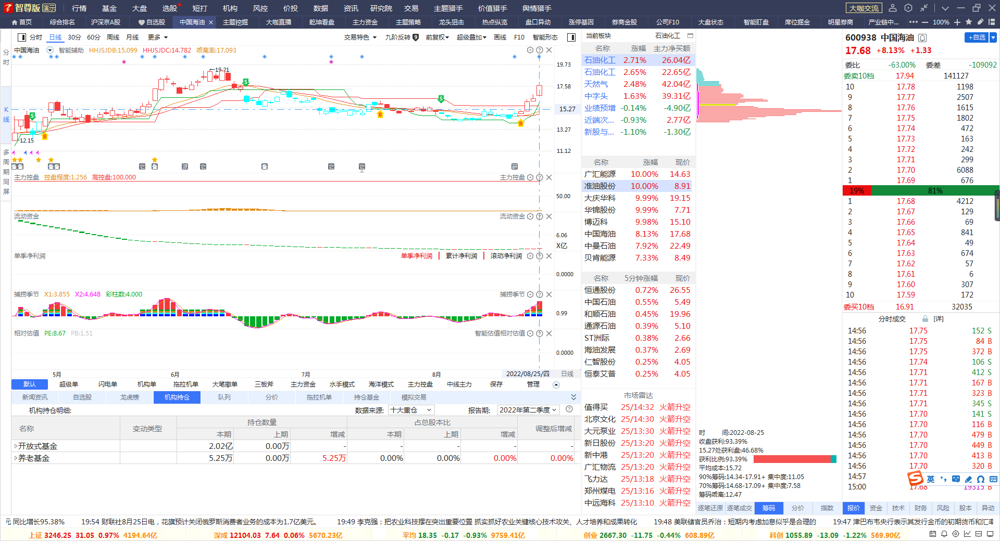 智尊版 演示 行情 基金 大盘 选股 短打 机构 风控 价投 数据 资讯 研究院 交易 主题猎手 价值猎手 舆情猎手 大咖交流
首页 综合排名 沪深京A股 自选股 中国海油 主题挖掘 大咖直播 乾坤看盘 主力资金 主题策略 龙头狙击 热点纵览 盘口异动 涨停基因 券商金股 公司F10 大盘状态 智能盯盘 席位掘金 明星券商 产业链中... 100%
分时 日线 30分 60分 周线 月线 更多 交易特色 九阶反转 9 前复权 超级叠加 画线 F10 智能形态
中国海油 智能辅助 HHJSJDB:15.099 HHJSJDC:14.782 乖离率:17.093
分时
K线
多周期同屏
19.73
17.58
15.27
13.27
11.12
19.21
12.15
S
S
S
B
B
B
主力控盘 控盘程度:1.256 高控盘:100.000 主力控盘
50.00
流动资金 流动资金
6.06
X亿
单季净利润 单季净利润 累计净利润 滚动净利润
0.0000
捕捞季节 X1:3.855 X2:4.648 彩柱数:4.000 捕捞季节
0.99
相对估值 PE:8.67 PB:1.51 智能估值相对估值
0.0000
5月 6月 7月 8月 2022/08/25/四 日线
默认 超级单 闪电单 机构单 拖拉机单 大笔撤单 三板斧 主力资金 水手模式 海洋模式 主力控盘 中线主力 保存 管理
新闻资讯 自选股 龙虎榜 机构持仓 队列 分价 拖拉机单 持仓基金 模拟交易
机构持仓明细: 数据来源: 十大重仓 报告期: 2022年第二季度
名称 变动类型 持仓数量 占总股本比 调整后增减
本期 上期 增减 本期 上期 增减
开放式基金 2.02亿 0.00万 - - - - -
养老基金 5.25万 0.00万 5.25万 0.00% 0.00% 0.00% 0.00%
当前板块 石油化工
名称 涨幅 主力净买额
石油化工 2.71% 26.04亿
石油化工 2.65% 22.65亿
天然气 2.48% 42.04亿
中字头 1.63% 39.31亿
业绩预增 -0.14% -4.90亿
近端次... -0.93% 2.77亿
新股与... -1.10% -1.30亿
名称 涨幅 现价
广汇能源 10.00% 14.63
准油股份 10.00% 8.91
大庆华科 9.99% 19.15
华锦股份 9.99% 7.71
博迈科 9.98% 15.10
中国海油 8.13% 17.68
中曼石油 7.92% 22.49
贝肯能源 7.33% 8.49
名称 5分钟涨幅 现价
恒通股份 0.72% 26.55
中国石油 0.55% 5.49
和顺石油 0.45% 19.96
通源石油 0.39% 5.10
ST洲际 0.38% 2.66
海油发展 0.37% 2.69
仁智股份 0.25% 4.05
恒泰艾普 0.25% 4.05
市场雷达
值得买 25/14:32 火箭升空
北京文化 25/14:30 火箭升空
大元泵业 25/13:30 火箭升空
新日股份 25/13:20 火箭升空
新中港 25/13:20 火箭升空
广汇物流 25/13:20 火箭升空
飞力达 25/13:18 火箭升空
郑州煤电 25/13:16 火箭升空
中远海科 25/13:10 火箭升空
时 间:2022-08-25
收盘获利:93.39%
15.27处获利盘:46.68%
获利比例:93.39%
平均成本:15.72
90%筹码:14.34-17.91+ 集中度:11.05
70%筹码:14.68-17.09+ 集中度:7.58
筹码乖离:12.47
逐笔还原 逐笔成交 筹码 分价 指数
600938 中国海油 +自选
17.68 +8.13% +1.33
委比 -63.00% 委差 -109092
委卖10档 17.94 141127
10 17.78 1198
9 17.77 2507
8 17.76 1615
7 17.75 1802
6 17.74 472
5 17.73 163
4 17.72 242
3 17.71 299
2 17.70 6088
1 17.69 676
19% 81%
1 17.68 4212
2 17.67 129
3 17.66 69
4 17.65 841
5 17.64 49
6 17.63 674
7 17.62 57
8 17.61 6
9 17.60 307
10 17.59 172
委买10档 16.91 32035
分时成交 [详]
14:56 17.75 152 S
14:56 17.75 84 B
14:56 17.75 372 B
14:56 17.74 106 S
14:56 17.71 412 S
14:56 17.71 167 B
14:56 17.71 323 B
14:56 17.71 345 S
14:56 17.70 141 S
14:56 17.70 116 B
14:56 17.70 479 B
14:56 17.70 449 B
14:56 17.70 413 B
14:56 17.70 320 B
14:57
15:00 17.68 19315 B
S 英
报价 资金 技术 财务 风险 股本 异动
元 同比增长95.38% 19:54 财联社8月25日电，花旗预计关闭俄罗斯消费者业务的成本为1.7亿美元。 19:49 李克强：把农业科技摆在突出重要位置 抓实抓好农业关键核心技术攻关、人才培养和成果转化 19:48 美联储官员乔治：短期内考虑加息似乎是合理的 19:47 津巴布韦央行表示其发行金币的初期货币和汇率
上证 3246.25 31.05 0.97% 4194.64亿 深成 12104.03 7.64 0.06% 5670.23亿 平均 18.35 -0.17 -0.93% 9759.41亿 创业 2667.30 -11.75 -0.44% 608.89亿 科创 1055.89 -13.09 -1.22% 569.90亿